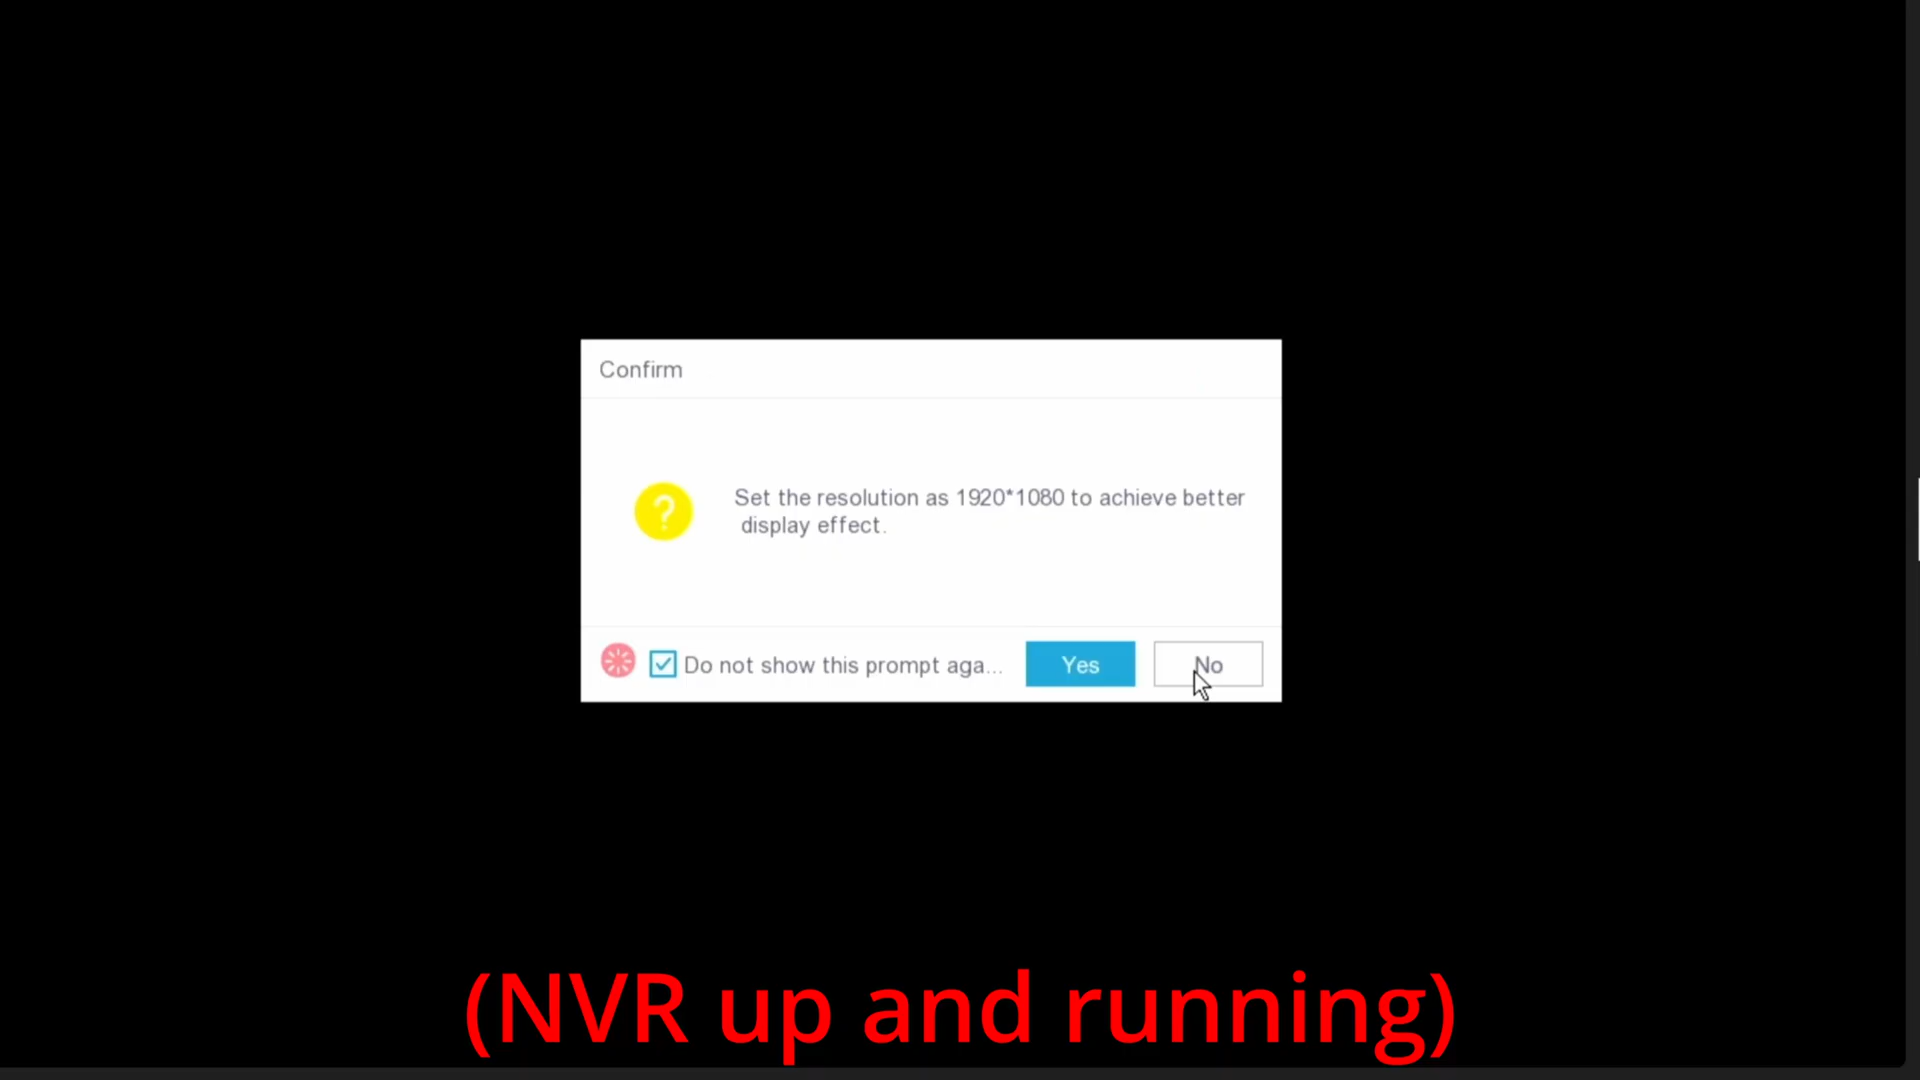 Confirm
?
Set the resolution as 1920*1080 to achieve better
display effect.
Do not show this prompt aga...
Yes
No
(NVR up and running)